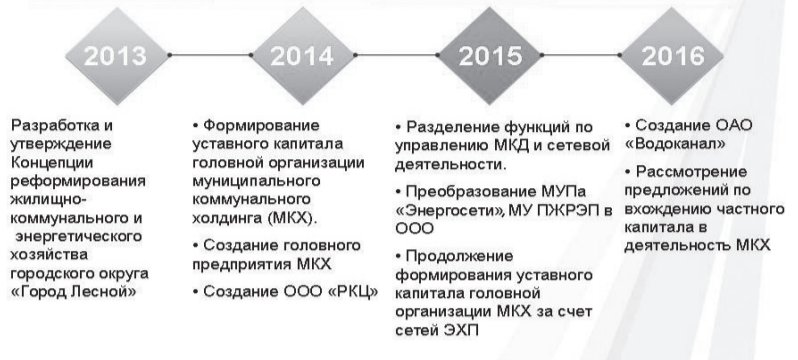 2013
2014
2015
2016
Разработка и
утверждение
Концепции
реформирования
жилищно-
коммунального и
энергетического
хозяйства
городского округа
«Город Лесной»
• Формирование
уставного капитала
головной организации
муниципального
коммунального
холдинга (МКХ).
• Создание головного
предприятия МКХ
• Создание ООО «РКЦ»
• Разделение функций по
управлению МКД и сетевой
деятельности.
• Преобразование МУПа
«Энергосети», МУ ПЖРЭП в
ООО
• Продолжение
формирования уставного
капитала головной
организации МКХ за счет
сетей ЭХП
• Создание ОАО
«Водоканал»
• Рассмотрение
предложений по
вхождению частного
капитала в
деятельность МКХ